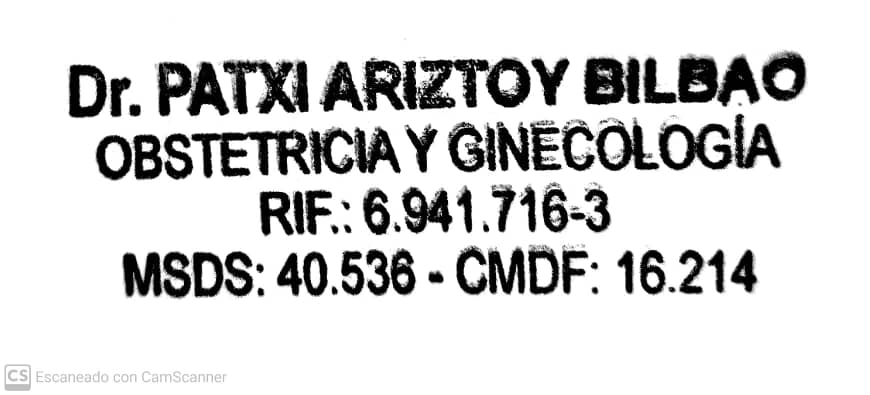 Dr. PATXI ARIZTOY BILBAO
OBSTETRICIA Y GINECOLOGÍA
RIF.: 6.941.716-3
MSDS: 40.536 - CMDF: 16.214
CS Escaneado con CamScanner